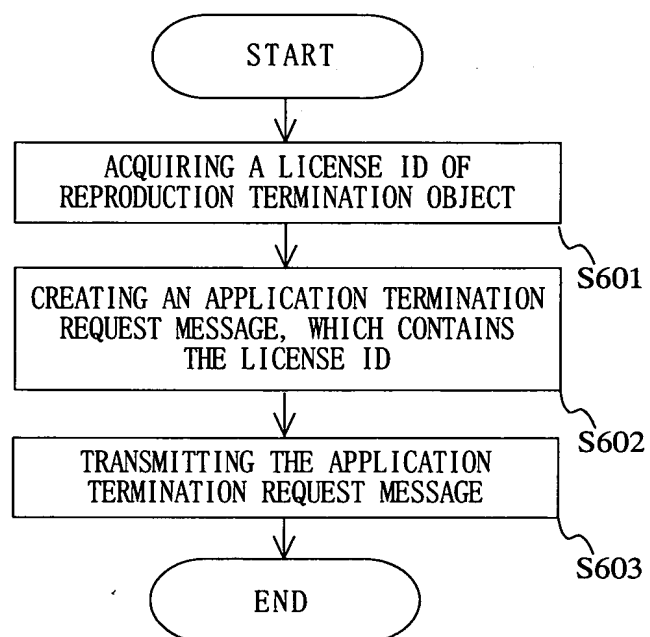 START
ACQUIRING A LICENSE ID OF
REPRODUCTION TERMINATION OBJECT
S601
CREATING AN APPLICATION TERMINATION
REQUEST MESSAGE, WHICH CONTAINS
THE LICENSE ID
S602
TRANSMITTING THE APPLICATION
TERMINATION REQUEST MESSAGE
S603
END